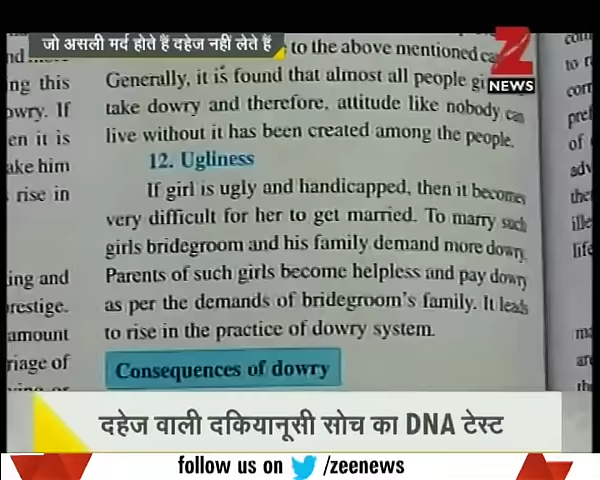 जो असली मर्द होते हैं दहेज नहीं लेते हैं
NEWS
ing this
owry. If
en it is
ake him
rise in
ing and
restige.
amount
riage of
to the above mentioned
Generally, it is found that almost all people
take dowry and therefore, attitude like nobody can
live without it has been created among the people.
12. Ugliness
If girl is ugly and handicapped, then it becomes
very difficult for her to get married. To marry such
girls bridegroom and his family demand more dowry.
Parents of such girls become helpless and pay dowry
as per the demands of bridegroom's family. It leads
to rise in the practice of dowry system.
Consequences of dowry
of
दहेज वाली दकियानूसी सोच का DNA टेस्ट
follow us on /zeenews